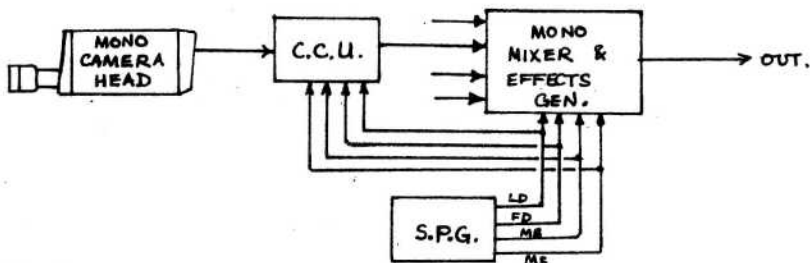 MONO
CAMERA
HEAD
C.C.U.
MONO
MIXER &
EFFECTS
GEN.
OUT.
S.P.G.
LD
FD
MB
MS